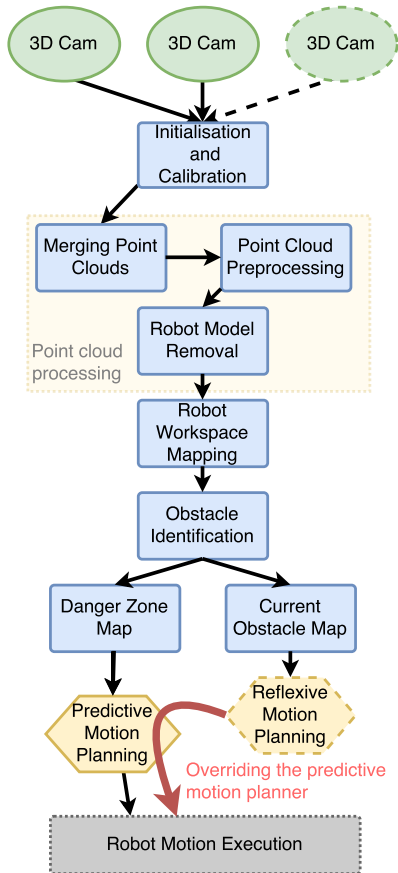 3D Cam
3D Cam
3D Cam
Initialisation
and
Calibration
Merging Point
Clouds
Point Cloud
Preprocessing
Robot Model
Removal
Point cloud
processing
Robot
Workspace
Mapping
Obstacle
Identification
Danger Zone
Map
Current
Obstacle Map
Predictive
Motion
Planning
Reflexive
Motion
Planning
Overriding the predictive
motion planner
Robot Motion Execution